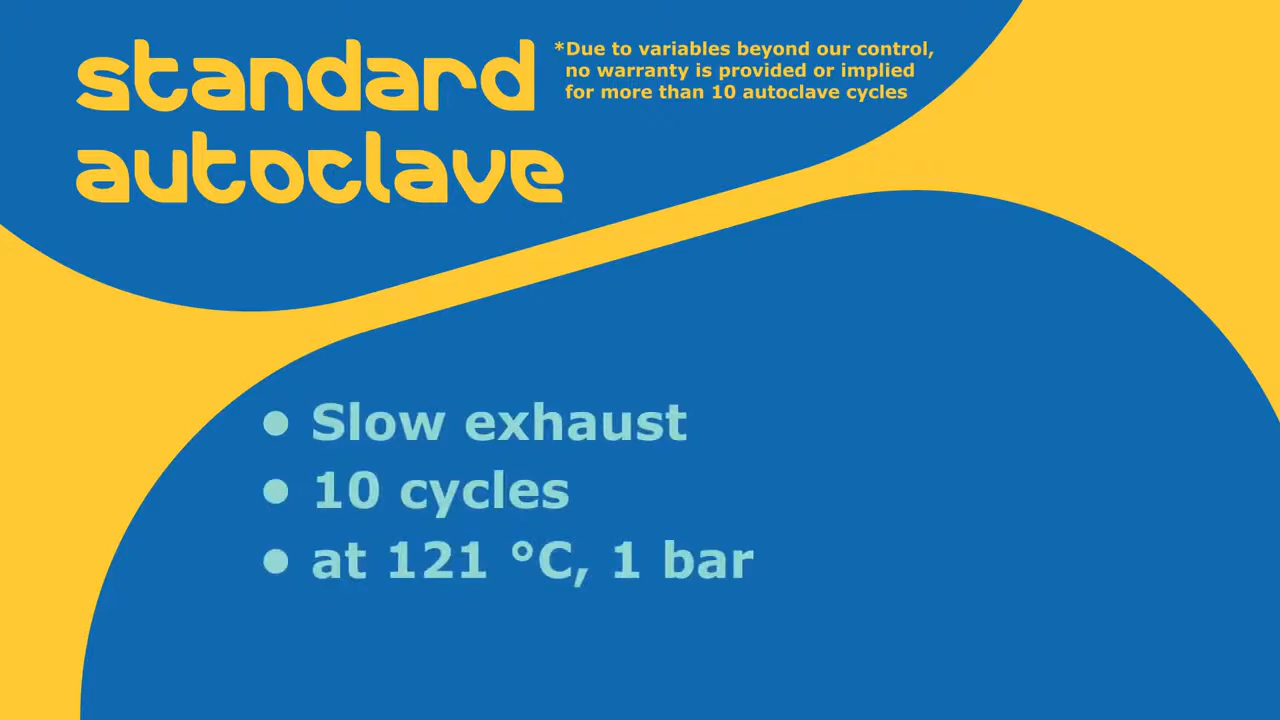 standard
autoclave
*Due to variables beyond our control,
no warranty is provided or implied
for more than 10 autoclave cycles
• Slow exhaust
• 10 cycles
• at 121 °C, 1 bar